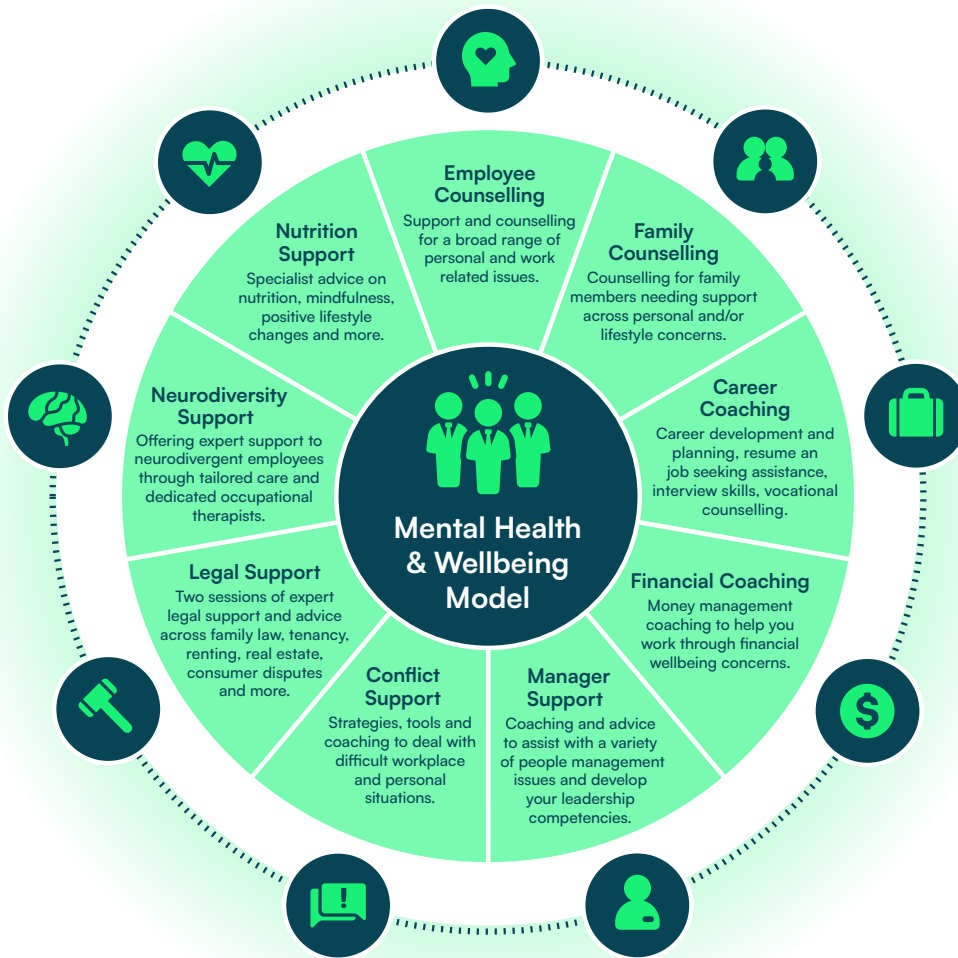 Employee
Counselling
Support and counselling
for a broad range of
personal and work
related issues.
Family
Counselling
Counselling for family
members needing support
across personal and/or
lifestyle concerns.
Career
Coaching
Career development and
planning, resume an
job seeking assistance,
interview skills, vocational
counselling.
Financial Coaching
Money management
coaching to help you
work through financial
wellbeing concerns.
Manager
Support
Coaching and advice
to assist with a variety
of people management
issues and develop
your leadership
competencies.
Conflict
Support
Strategies, tools and
coaching to deal with
difficult workplace
and personal
situations.
Legal Support
Two sessions of expert
legal support and advice
across family law, tenancy,
renting, real estate,
consumer disputes
and more.
Neurodiversity
Support
Offering expert support to
neurodivergent employees
through tailored care and
dedicated occupational
therapists.
Nutrition
Support
Specialist advice on
nutrition, mindfulness,
positive lifestyle
changes and more.
Mental Health
& Wellbeing
Model
$
!